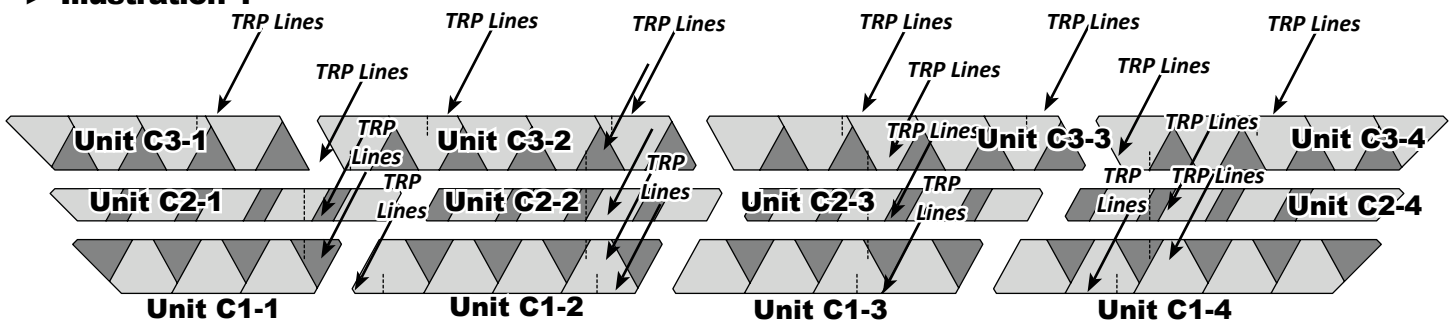 Illustration 1
TRP Lines TRP Lines TRP Lines TRP Lines TRP Lines TRP Lines
TRP Lines TRP Lines TRP Lines
Unit C3-1 TRP Lines Unit C3-2 TRP Lines Unit C3-3 TRP Lines Unit C3-4
TRP Lines TRP Lines TRP Lines TRP Lines TRP Lines
Unit C2-1 Unit C2-2 Unit C2-3 Unit C2-4
Unit C1-1 Unit C1-2 Unit C1-3 Unit C1-4